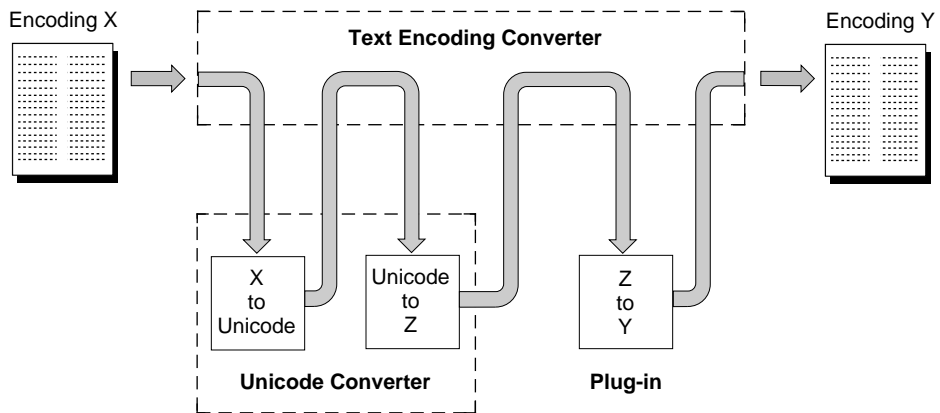 Encoding X
Encoding Y
Text Encoding Converter
X
to
Unicode
Unicode
to
Z
Z
to
Y
Unicode Converter
Plug-in